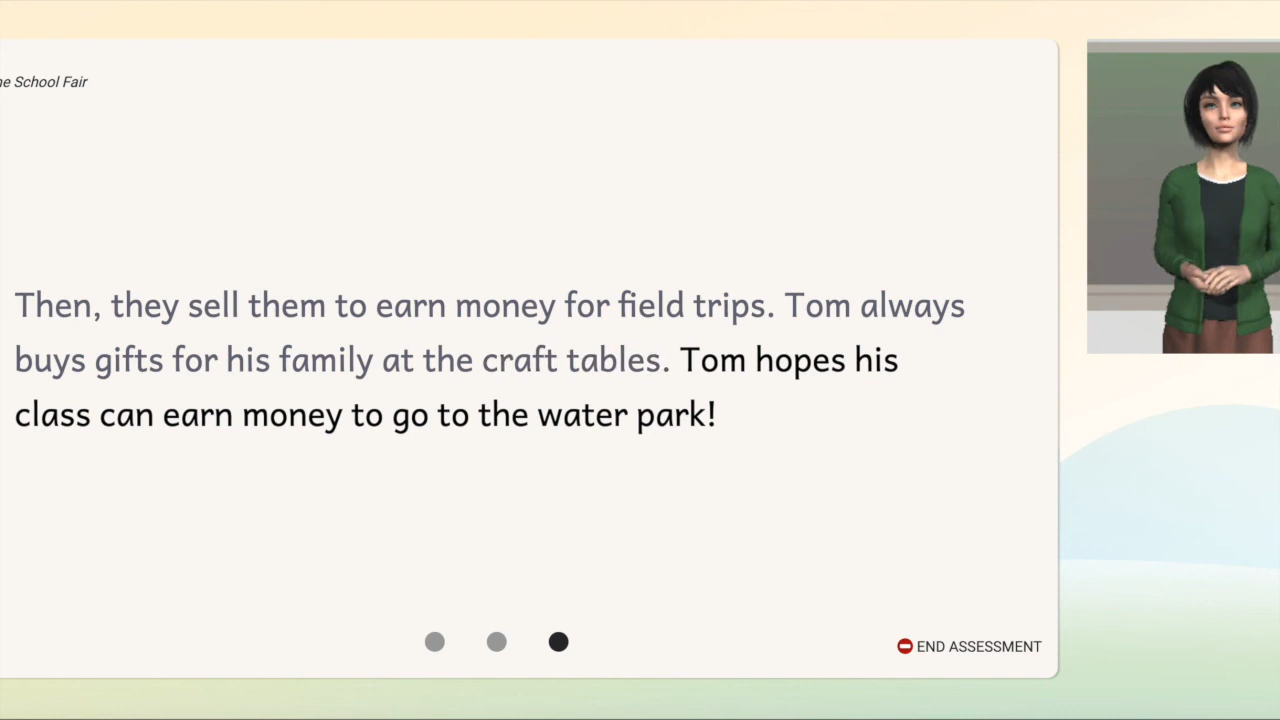 School Fair
Then, they sell them to earn money for field trips. Tom always
buys gifts for his family at the craft tables. Tom hopes his
class can earn money to go to the water park!
END ASSESSMENT